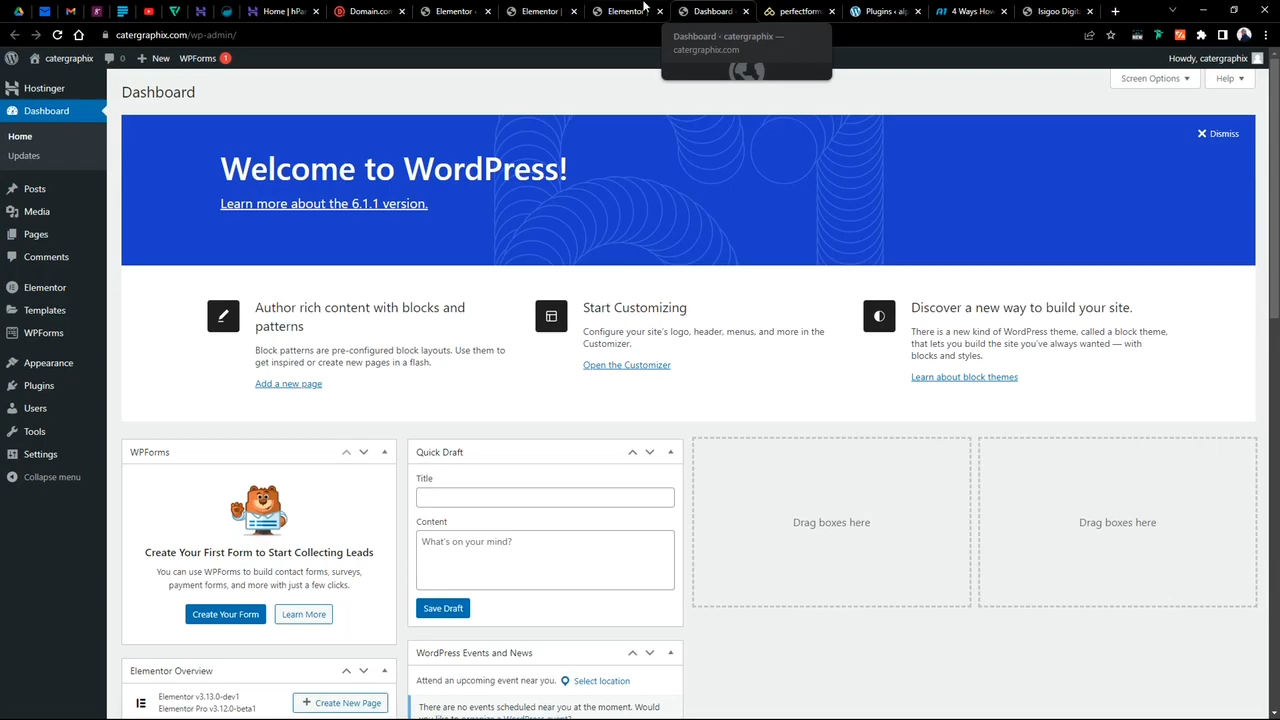 Home | hPan
Domain.com
Elementor
Elementor |
Elementor
Dashboard
perfectform
Plugins ‹ alp
4 Ways How
Isigoo Digit
catergraphix.com/wp-admin/
Dashboard ‹ catergraphix —
catergraphix.com
catergraphix
0
New
WPForms 1
Howdy, catergraphix
Screen Options
Help
Hostinger
Dashboard
Home
Updates
Posts
Media
Pages
Comments
Elementor
Templates
WPForms
Appearance
Plugins
Users
Tools
Settings
Collapse menu
Dashboard
Dismiss
Welcome to WordPress!
Learn more about the 6.1.1 version.
Author rich content with blocks and
patterns
Block patterns are pre-configured block layouts. Use them to
get inspired or create new pages in a flash.
Add a new page
Start Customizing
Configure your site's logo, header, menus, and more in the
Customizer.
Open the Customizer
Discover a new way to build your site.
There is a new kind of WordPress theme, called a block theme,
that lets you build the site you've always wanted — with
blocks and styles.
Learn about block themes
WPForms
Create Your First Form to Start Collecting Leads
You can use WPForms to build contact forms, surveys,
payment forms, and more with just a few clicks.
Create Your Form
Learn More
Elementor Overview
Elementor v3.13.0-dev1
Elementor Pro v3.12.0-beta1
Create New Page
Quick Draft
Title
Content
What's on your mind?
Save Draft
WordPress Events and News
Attend an upcoming event near you.
Select location
There are no events scheduled near you at the moment. Would
you like to organize a WordPress event?
Drag boxes here
Drag boxes here